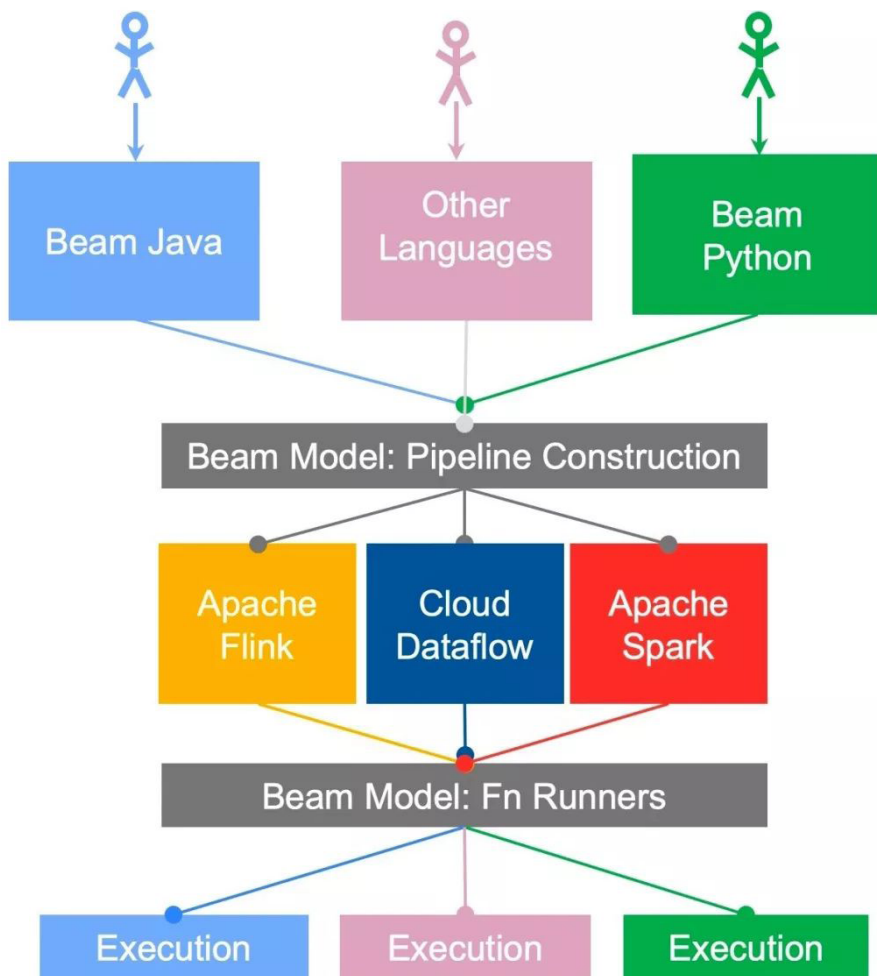 Beam Java
Other
Languages
Beam
Python
Beam Model: Pipeline Construction
Apache
Flink
Cloud
Dataflow
Apache
Spark
Beam Model: Fn Runners
Execution
Execution
Execution